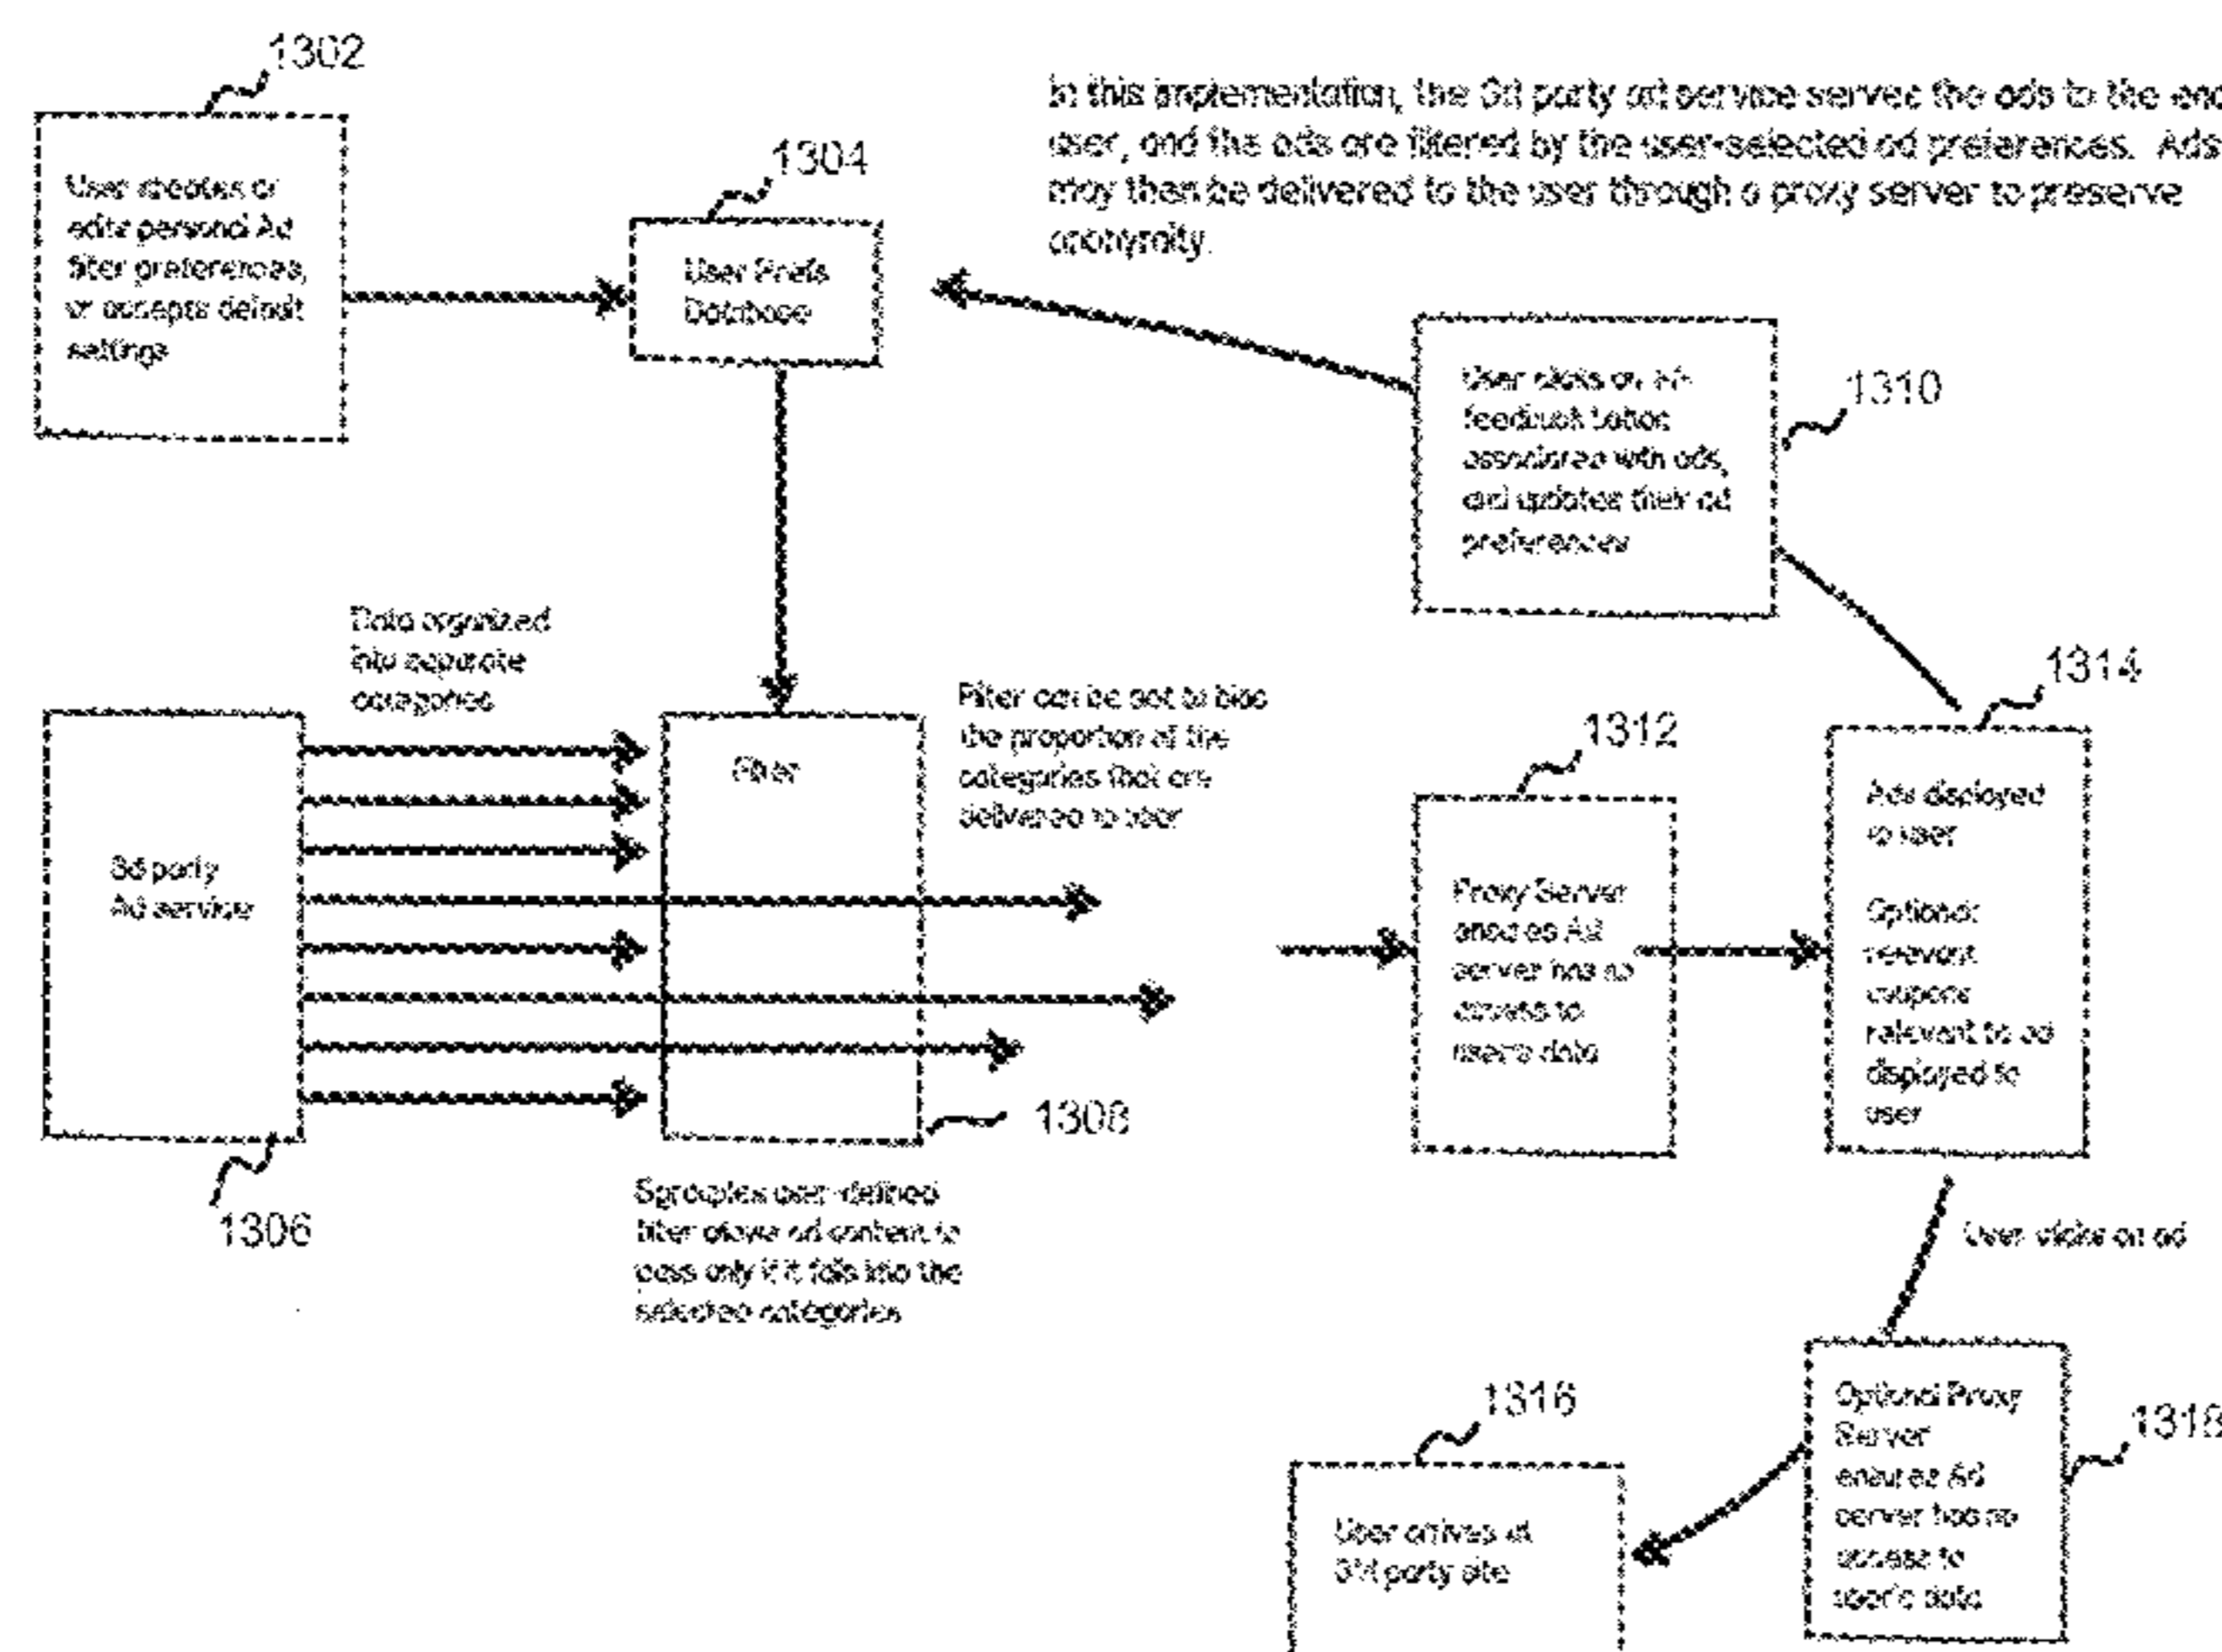 1302
User creates or
edits personal Ad
filter preferences,
or accepts default
settings
1304
User Prefs
Database
In this implementation, the 3rd party ad service serves the ads to the end
user, and the ads are filtered by the user-selected ad preferences. Ads
may then be delivered to the user through a proxy server to preserve
anonymity.
User clicks on
feedback button
associated with ads,
and updates their ad
preferences
1310
Data organized
into separate
categories
3rd party
Ad service
1306
Filter
Filter can be set to bias
the proportion of the
categories that are
delivered to user
1308
Sgrouples user-defined
filter allows ad content to
pass only if it falls into the
selected categories
1312
Proxy Server
ensures Ad
server has no
access to
user's data
1314
Ads displayed
to user
Optional:
relevant
coupons
relevant to ad
displayed to
user
User clicks on ad
1316
User arrives at
3rd party site
Optional Proxy
Server
ensures Ad
server has no
access to
user's data
1318